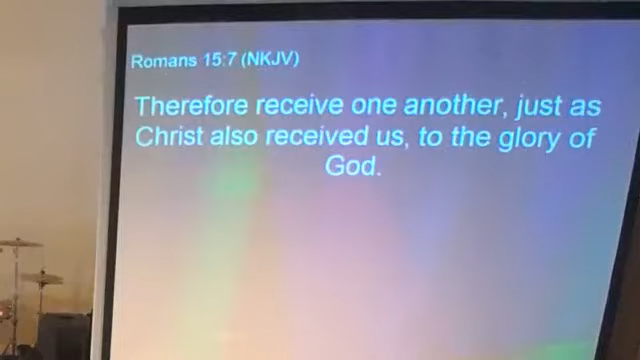 Romans 15:7 (NKJV)
Therefore receive one another, just as
Christ also received us, to the glory of
God.